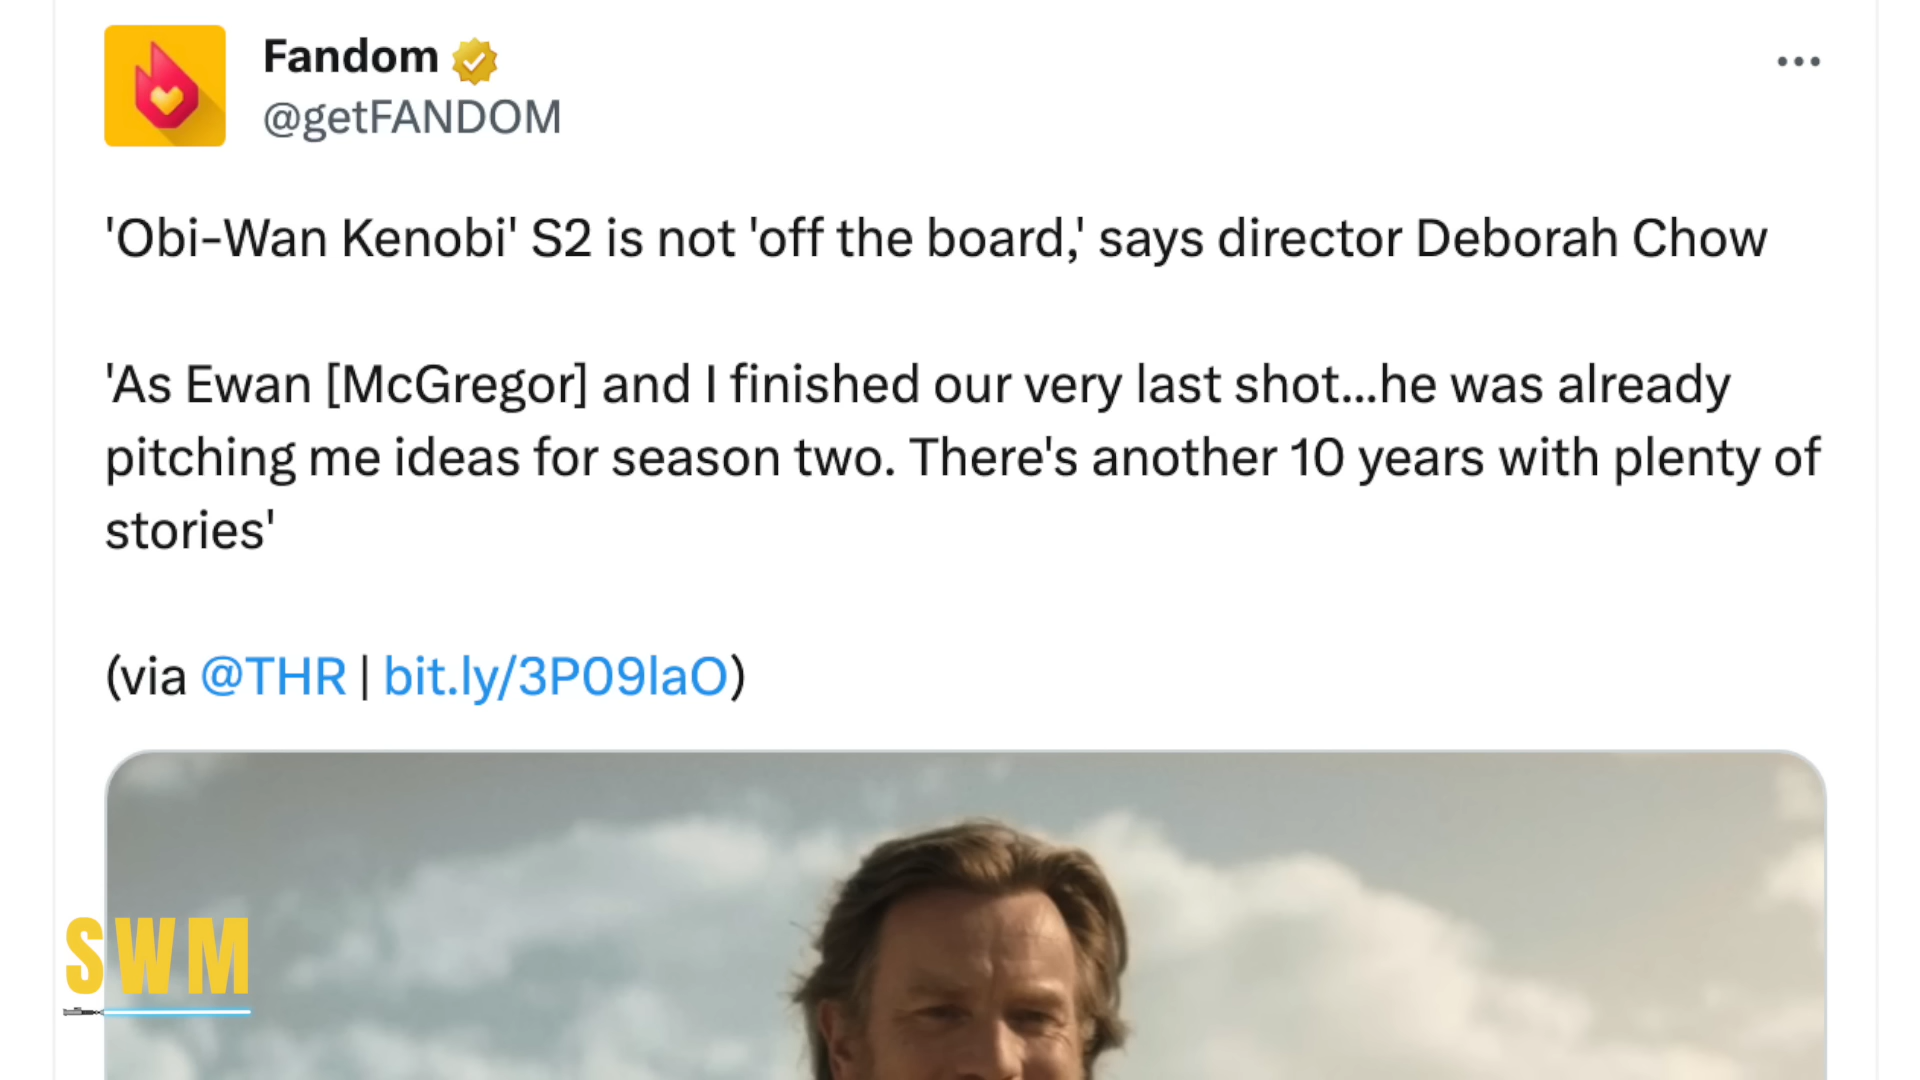 Fandom
@getFANDOM
'Obi-Wan Kenobi' S2 is not 'off the board,' says director Deborah Chow
'As Ewan [McGregor] and I finished our very last shot...he was already
pitching me ideas for season two. There's another 10 years with plenty of
stories'
(via @THR | bit.ly/3P09laO)
SWM